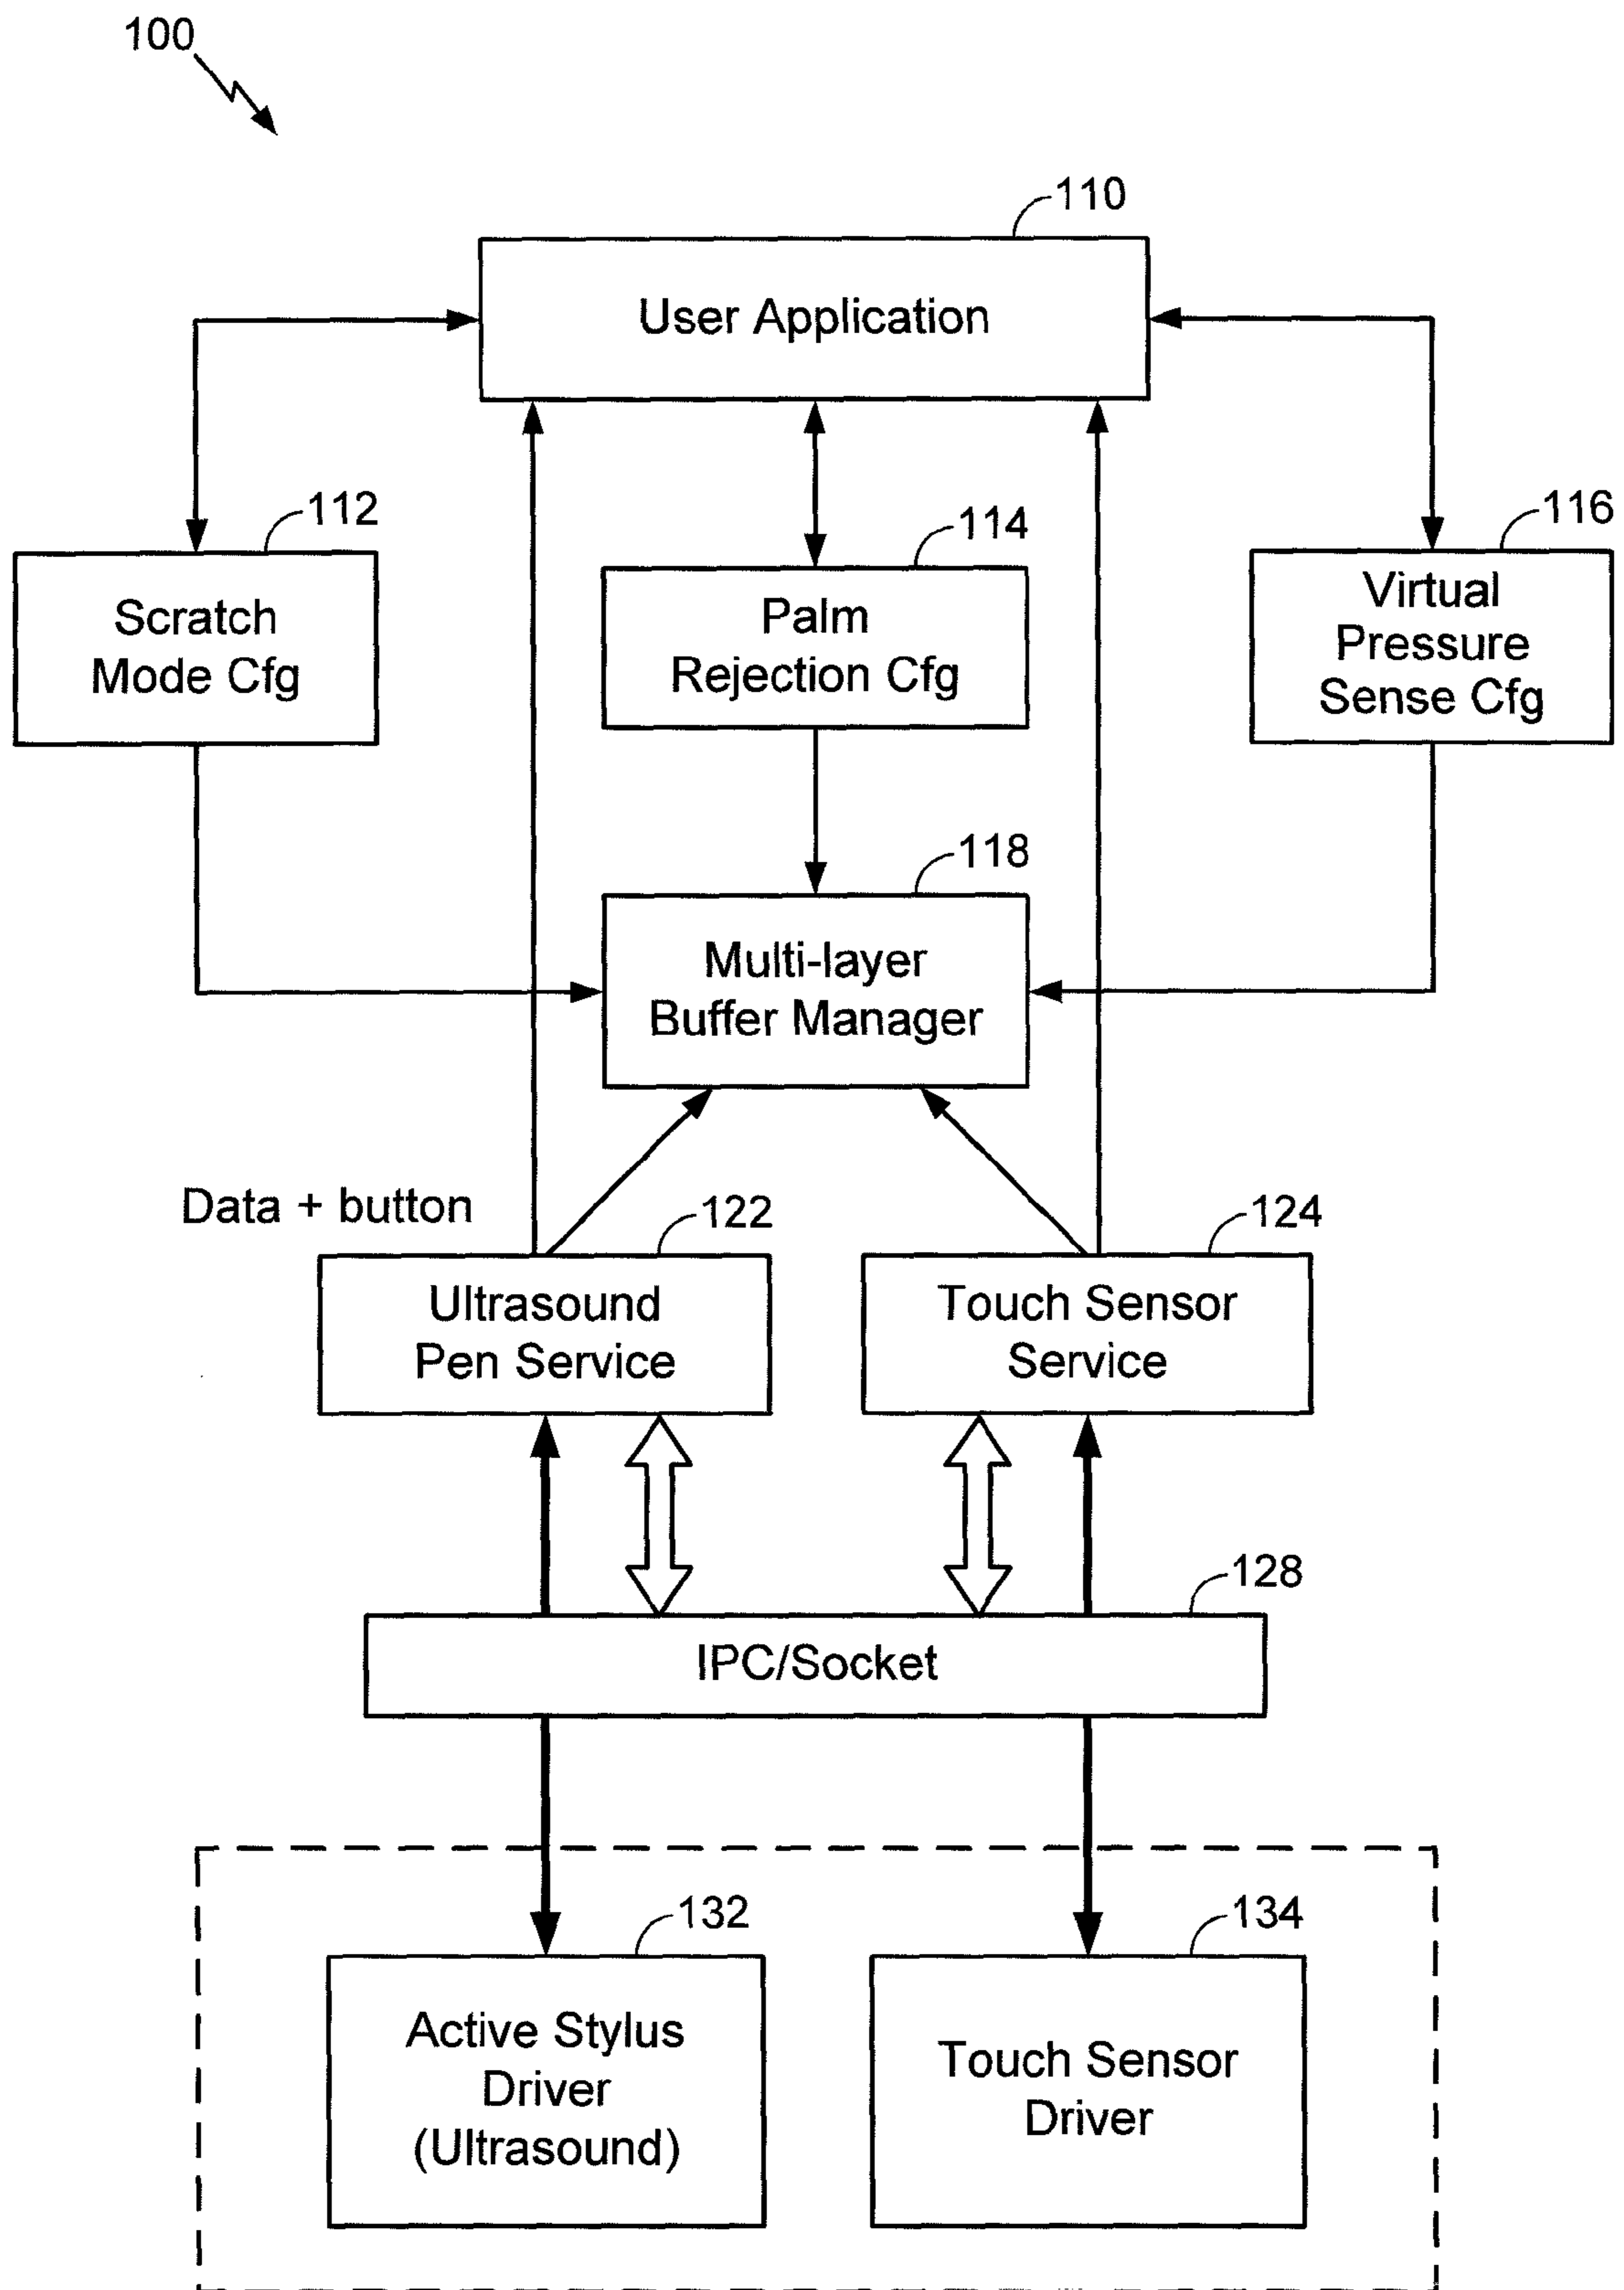 100
110
User Application
112
Scratch
Mode Cfg
114
Palm
Rejection Cfg
116
Virtual
Pressure
Sense Cfg
118
Multi-layer
Buffer Manager
Data + button
122
Ultrasound
Pen Service
124
Touch Sensor
Service
128
IPC/Socket
132
Active Stylus
Driver
(Ultrasound)
134
Touch Sensor
Driver